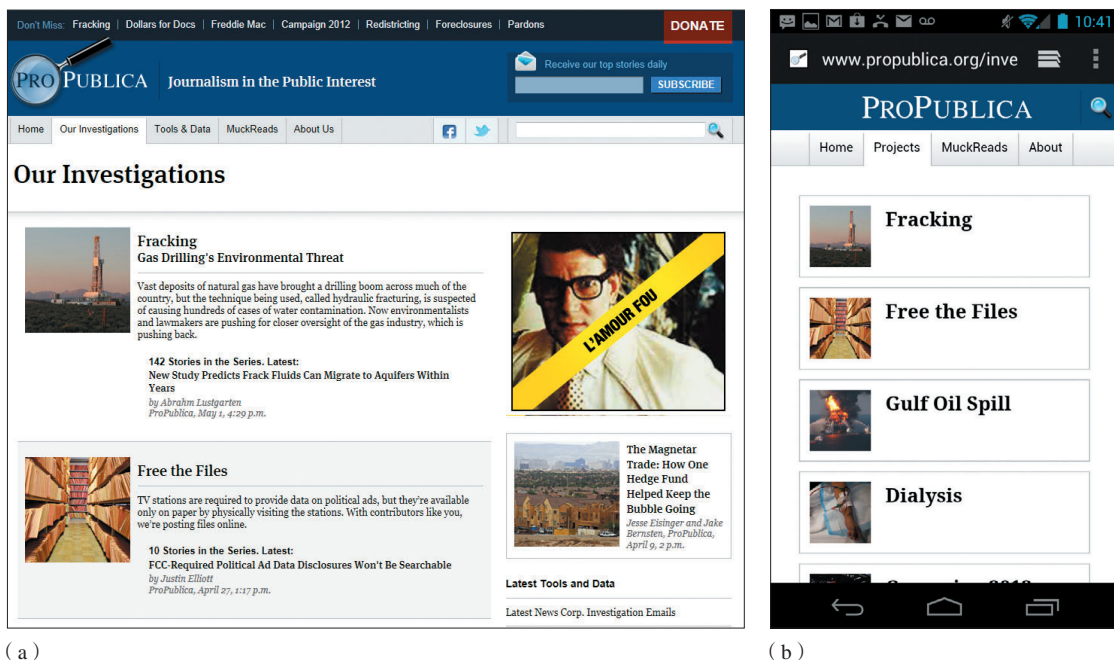 Don't Miss: Fracking | Dollars for Docs | Freddie Mac | Campaign 2012 | Redistricting | Foreclosures | Pardons
DONATE
PROPUBLICA
Journalism in the Public Interest
Receive our top stories daily
SUBSCRIBE
Home
Our Investigations
Tools & Data
MuckReads
About Us
Our Investigations
Fracking
Gas Drilling's Environmental Threat
Vast deposits of natural gas have brought a drilling boom across much of the
country, but the technique being used, called hydraulic fracturing, is suspected
of causing hundreds of cases of water contamination. Now environmentalists
and lawmakers are pushing for closer oversight of the gas industry, which is
pushing back.
142 Stories in the Series. Latest:
New Study Predicts Frack Fluids Can Migrate to Aquifers Within
Years
by Abrahm Lustgarten
ProPublica, May 1, 4:29 p.m.
Free the Files
TV stations are required to provide data on political ads, but they're available
only on paper by physically visiting the stations. With contributors like you,
we're posting files online.
10 Stories in the Series. Latest:
FCC-Required Political Ad Data Disclosures Won't Be Searchable
by Justin Elliott
ProPublica, April 27, 1:17 p.m.
L'AMOUR FOU
The Magnetar
Trade: How One
Hedge Fund
Helped Keep the
Bubble Going
Jesse Eisinger and Jake
Bernsten, ProPublica,
April 9, 2 p.m.
Latest Tools and Data
Latest News Corp. Investigation Emails
(a)
10:41
www.propublica.org/inve
PROPUBLICA
Home
Projects
MuckReads
About
Fracking
Free the Files
Gulf Oil Spill
Dialysis
(b)